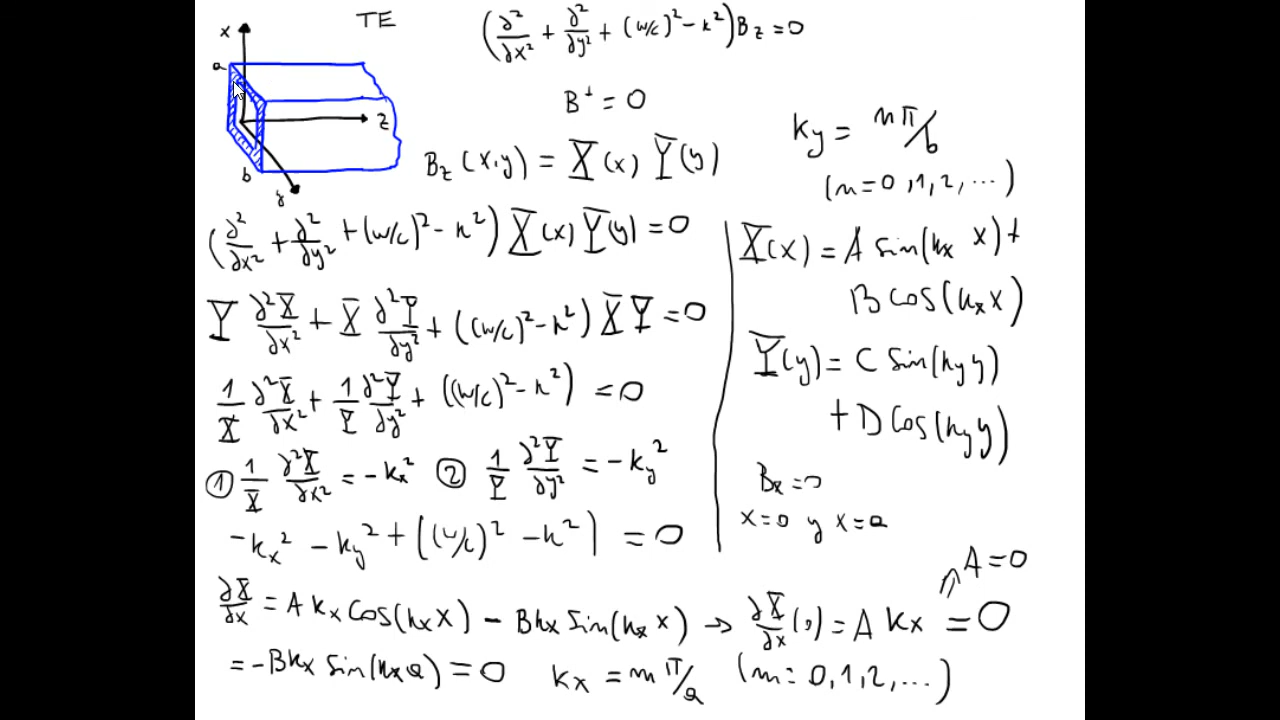 TE
(∂²/∂x² + ∂²/∂y² + (w/c)² - k²) B_z = 0
x
a
z
b
y
B^⊥ = 0
B_z (x,y) = X(x) Y(y)
(∂²/∂x² + ∂²/∂y² + (w/c)² - k²) X(x) Y(y) = 0
Y ∂²X/∂x² + X ∂²Y/∂y² + ((w/c)² - k²) X Y = 0
1/X ∂²X/∂x² + 1/Y ∂²Y/∂y² + ((w/c)² - k²) = 0
① 1/X ∂²X/∂x² = -k_x² ② 1/Y ∂²Y/∂y² = -k_y²
-k_x² - k_y² + ((w/c)² - k²) = 0
k_y = nπ/b
(n=0,1,2,...)
X(x) = A sin(k_x x) +
B cos(k_x x)
Y(y) = C sin(k_y y)
+ D cos(k_y y)
B_x = 0
x=0 y x=a
∂X/∂x = A k_x cos(k_x x) - B k_x sin(k_x x) → ∂X/∂x (0) = A k_x = 0
⇑ A=0
= -B k_x sin(k_x a) = 0 k_x = mπ/a (m: 0,1,2,...)